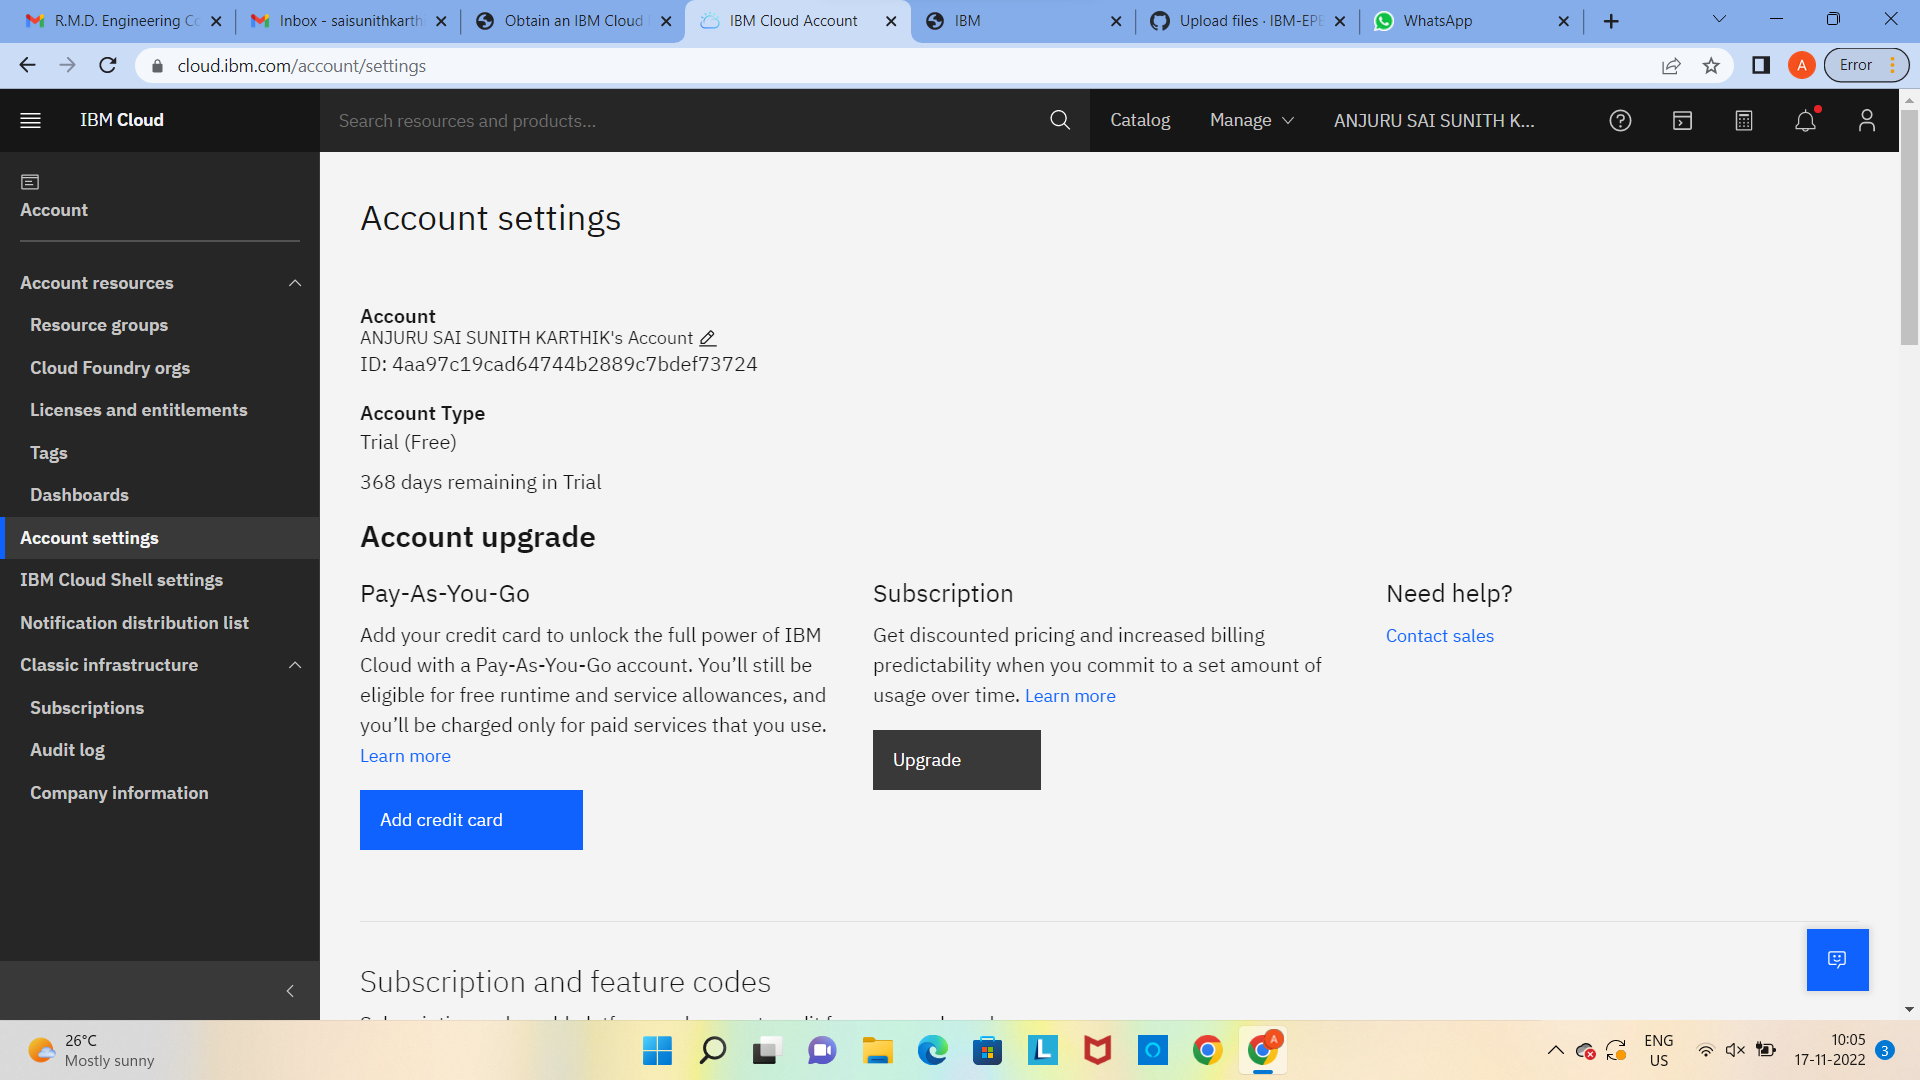 R.M.D. Engineering Co
Inbox - saisunithkarth
Obtain an IBM Cloud
IBM Cloud Account
IBM
Upload files · IBM-EPB
WhatsApp
cloud.ibm.com/account/settings
A
Error
IBM Cloud
Search resources and products...
Catalog
Manage
ANJURU SAI SUNITH K...
Account
Account resources
Resource groups
Cloud Foundry orgs
Licenses and entitlements
Tags
Dashboards
Account settings
IBM Cloud Shell settings
Notification distribution list
Classic infrastructure
Subscriptions
Audit log
Company information
Account settings
Account
ANJURU SAI SUNITH KARTHIK's Account
ID: 4aa97c19cad64744b2889c7bdef73724
Account Type
Trial (Free)
368 days remaining in Trial
Account upgrade
Pay-As-You-Go
Add your credit card to unlock the full power of IBM
Cloud with a Pay-As-You-Go account. You’ll still be
eligible for free runtime and service allowances, and
you’ll be charged only for paid services that you use.
Learn more
Add credit card
Subscription
Get discounted pricing and increased billing
predictability when you commit to a set amount of
usage over time. Learn more
Upgrade
Need help?
Contact sales
Subscription and feature codes
26°C
Mostly sunny
L
A
ENG
US
10:05
17-11-2022
3